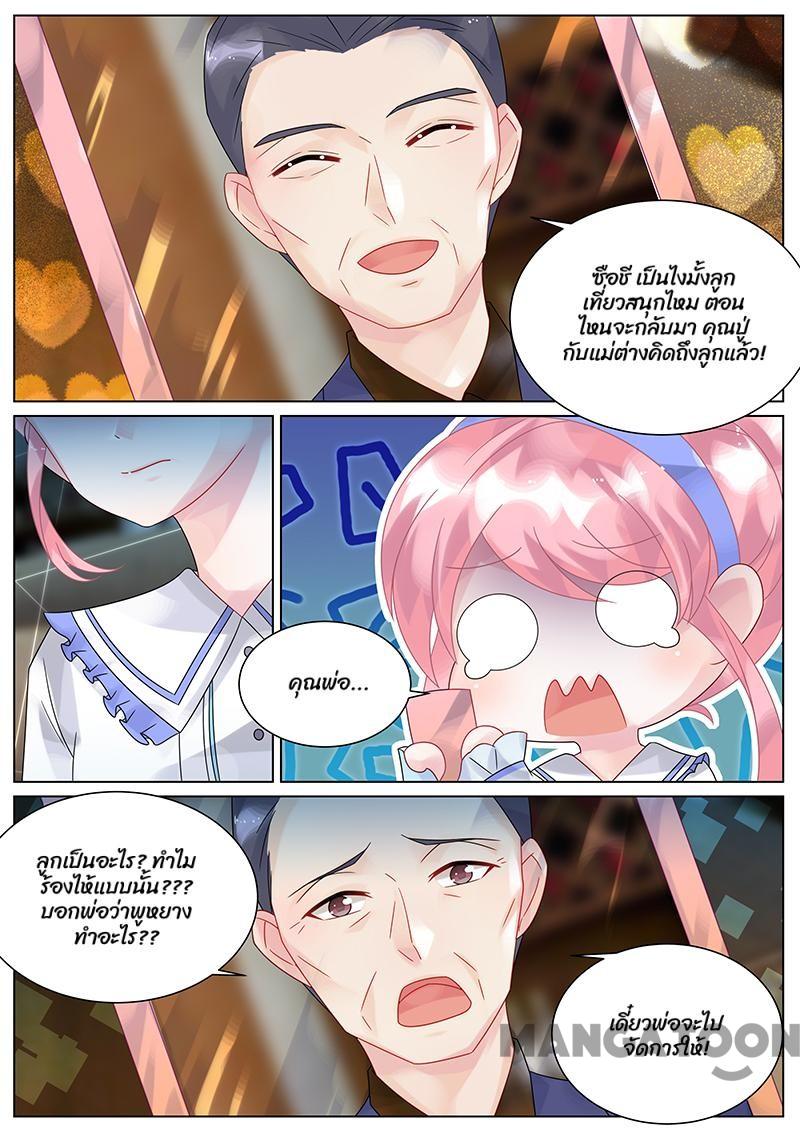 ซือชี เป็นไงมั้งลูก
เที่ยวสนุกไหม ตอน
ไหนจะกลับมา คุณปู่
กับแม่ต่างคิดถึงลูกแล้ว!
คุณพ่อ...
ลูกเป็นอะไร? ทำไม
ร้องไห้แบบนั้น???
บอกพ่อว่าพูหยาง
ทำอะไร??
เดี๋ยวพ่อจะไป
จัดการให้!
MANGATOON